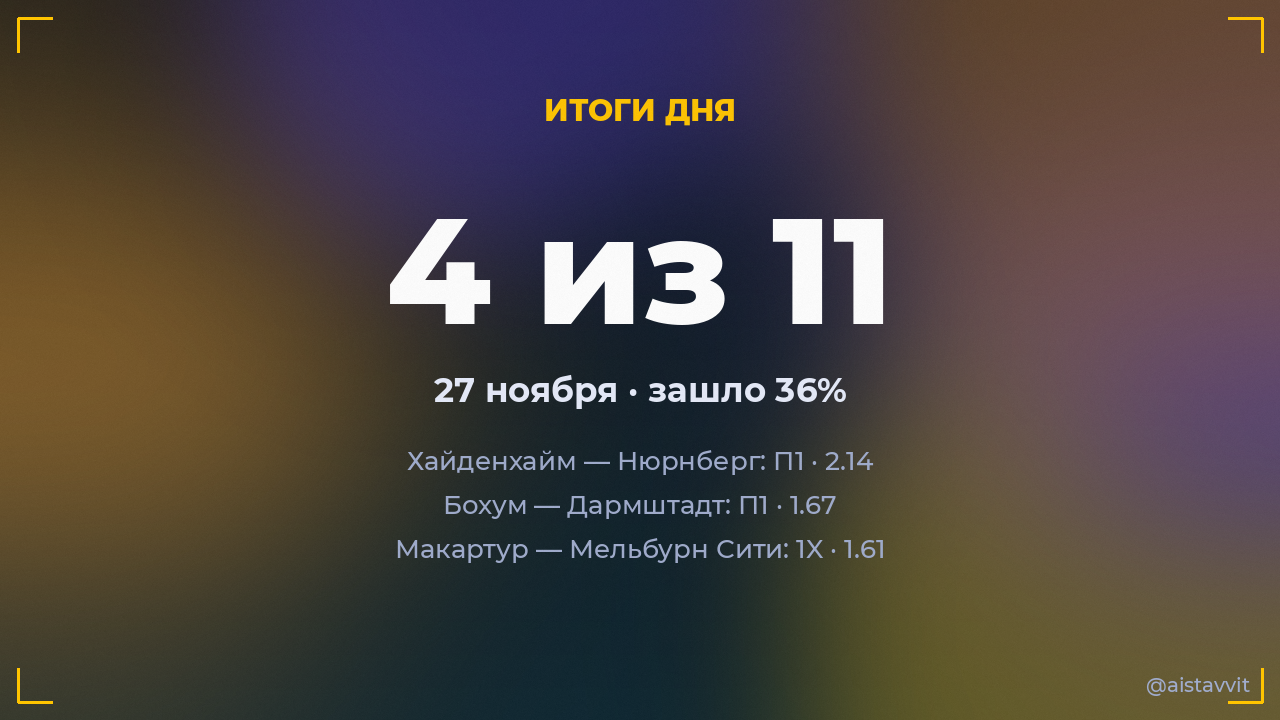 ИТОГИ ДНЯ
4 из 11
27 ноября · зашло 36%
Хайденхайм — Нюрнберг: П1 · 2.14
Бохум — Дармштадт: П1 · 1.67
Макартур — Мельбурн Сити: 1X · 1.61
@aistavvit